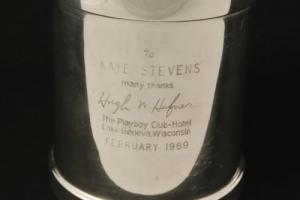 To
KAYE STEVENS
many thanks
Hugh M Hefner
The Playboy Club-Hotel
Lake Geneva, Wisconsin
FEBRUARY 1969